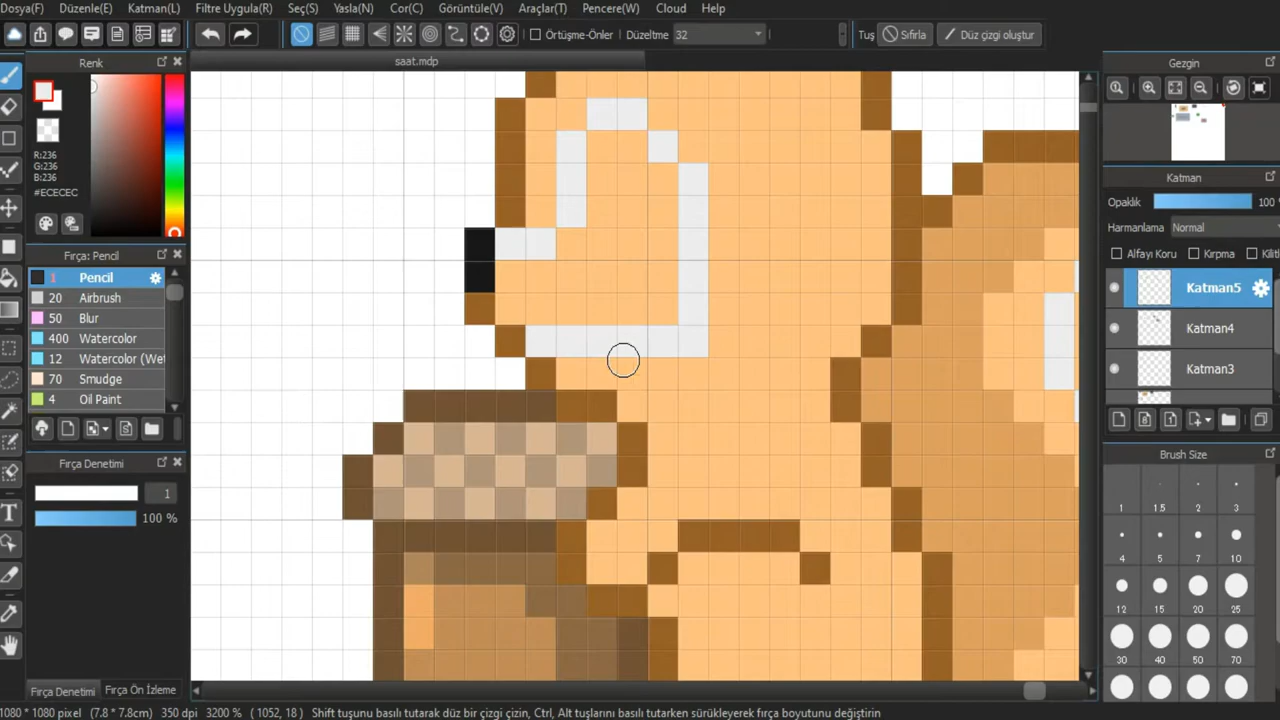 Dosya(F) Düzenle(E) Katman(L) Filtre Uygula(R) Seç(S) Yasla(N) Cor(C) Görüntüle(V) Araçlar(T) Pencere(W) Cloud Help
Örtüşme-Önler Düzeltme 32 Tuş Sıfırla Düz çizgi oluştur
Renk
saat.mdp
Gezgin
R:236
G:236
B:236
#ECECEC
Katman
Opaklık 100
Harmanlama Normal
Alfayı Koru Kırpma Kilitl
Fırça: Pencil
1 Pencil
20 Airbrush
50 Blur
400 Watercolor
12 Watercolor (Wet
70 Smudge
4 Oil Paint
Katman5
Katman4
Katman3
Fırça Denetimi
1
100 %
Brush Size
1 1.5 2 3
4 5 7 10
12 15 20 25
30 40 50 70
Fırça Denetimi Fırça Ön İzleme
1080 * 1080 pixel (7.8 * 7.8cm) 350 dpi 3200 % ( 1052, 18 ) Shift tuşunu basılı tutarak düz bir çizgi çizin, Ctrl, Alt tuşlarını basılı tutarken sürükleyerek fırça boyutunu değiştirin